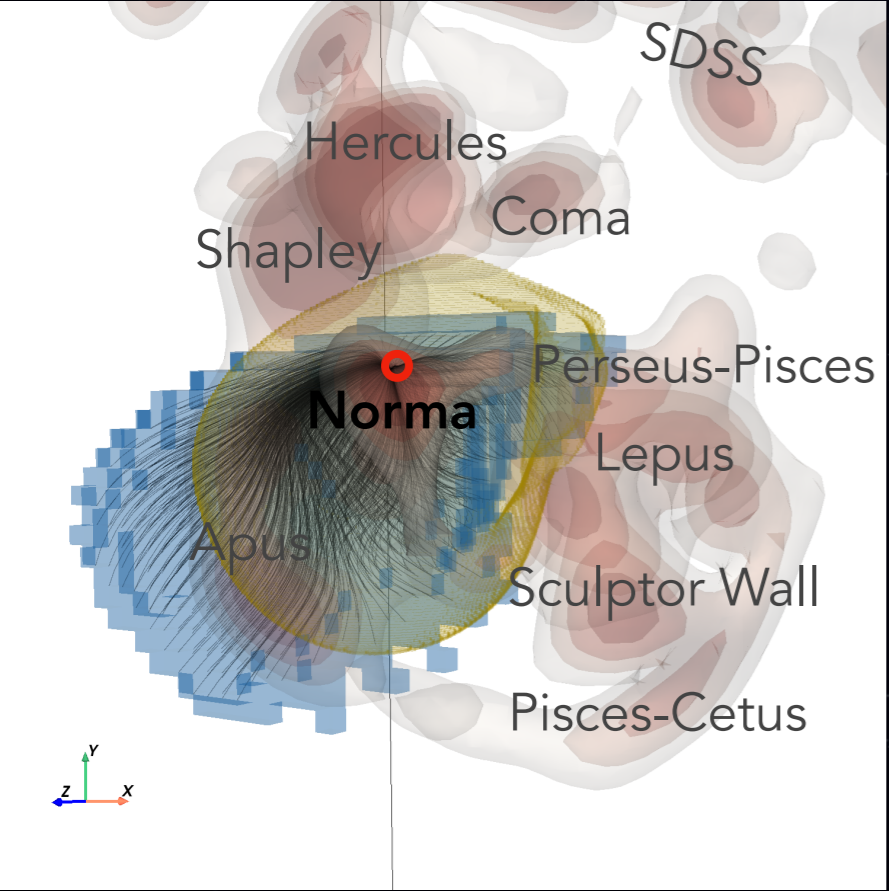 SDSS
Hercules
Coma
Shapley
Perseus-Pisces
Norma
Lepus
Apus
Sculptor Wall
Pisces-Cetus
Y
Z
X